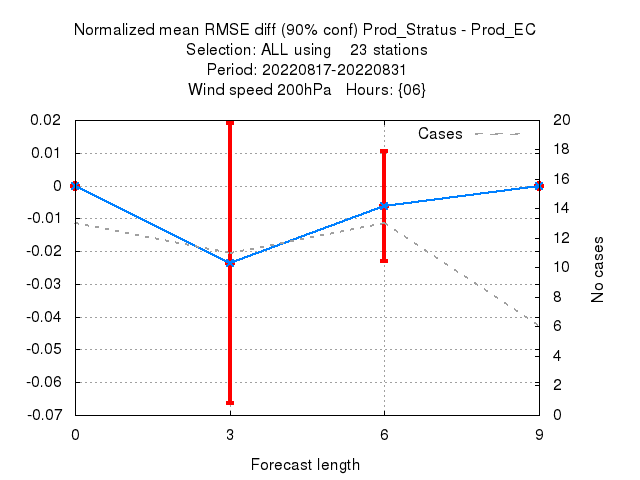 Normalized mean RMSE diff (90% conf) Prod_Stratus - Prod_EC
Selection: ALL using    23 stations
Period: 20220817-20220831
Wind speed 200hPa   Hours: {06}
Cases
0.02
0.01
0
-0.01
-0.02
-0.03
-0.04
-0.05
-0.06
-0.07
20
18
16
14
12
10
8
6
4
2
0
No cases
0 3 6 9
Forecast length